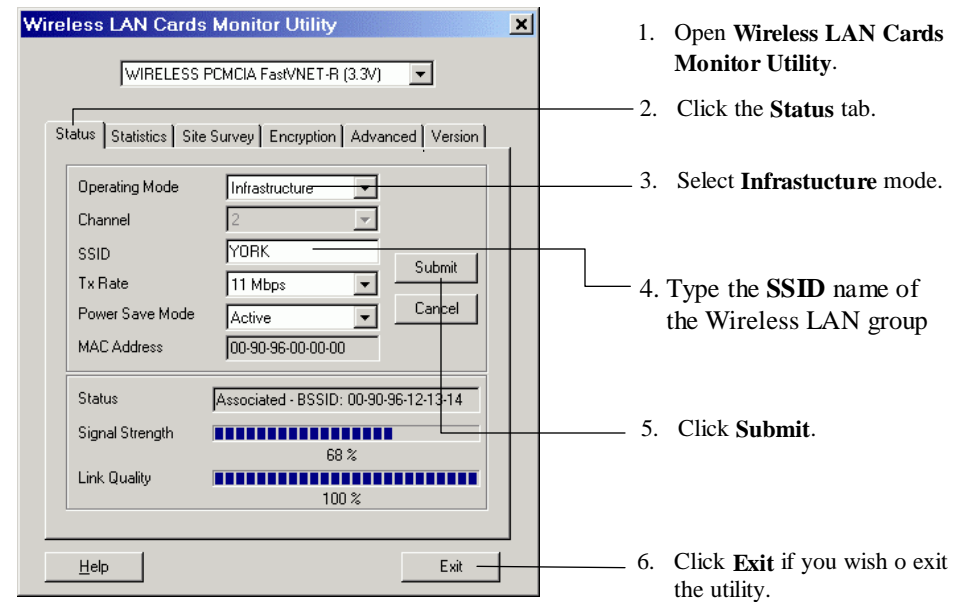 Wireless LAN Cards Monitor Utility
WIRELESS PCMCIA FastVNET-R (3.3V)
Status Statistics Site Survey Encryption Advanced Version
Operating Mode Infrastructure
Channel 2
SSID YORK
Tx Rate 11 Mbps
Power Save Mode Active
MAC Address 00-90-96-00-00-00
Submit
Cancel
Status Associated - BSSID: 00-90-96-12-13-14
Signal Strength
68 %
Link Quality
100 %
Help Exit
1. Open Wireless LAN Cards
Monitor Utility.
2. Click the Status tab.
3. Select Infrastucture mode.
4. Type the SSID name of
the Wireless LAN group
5. Click Submit.
6. Click Exit if you wish o exit
the utility.